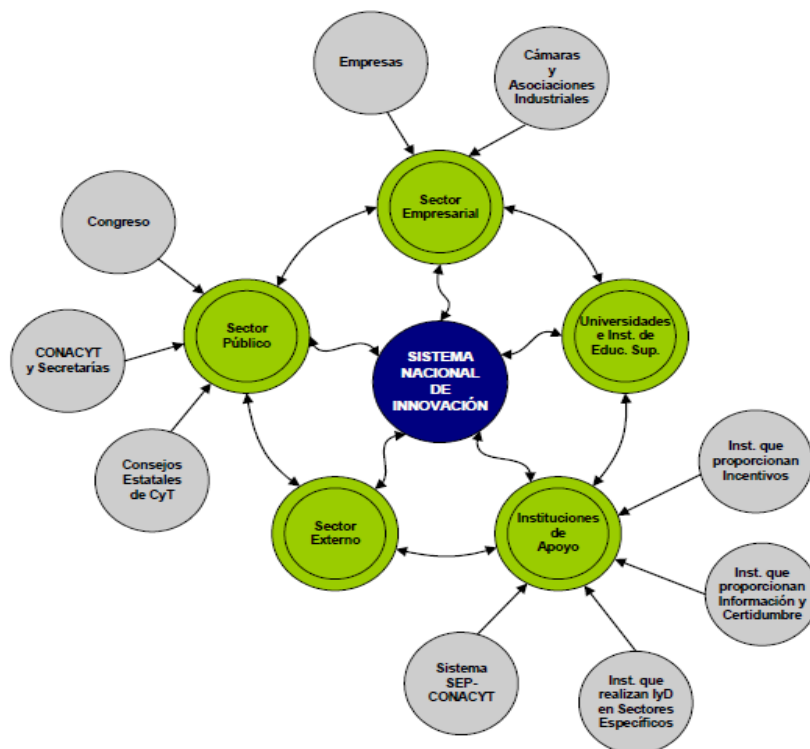 Empresas
Cámaras
y
Asociaciones
Industriales
Sector
Empresarial
Congreso
Sector
Público
Universidades
e Inst. de
Educ. Sup.
CONACYT
y Secretarías
SISTEMA
NACIONAL
DE
INNOVACIÓN
Consejos
Estatales
de CyT
Inst. que
proporcionan
Incentivos
Sector
Externo
Instituciones
de
Apoyo
Inst. que
proporcionan
Información y
Certidumbre
Sistema
SEP-
CONACYT
Inst. que
realizan IyD
en Sectores
Específicos